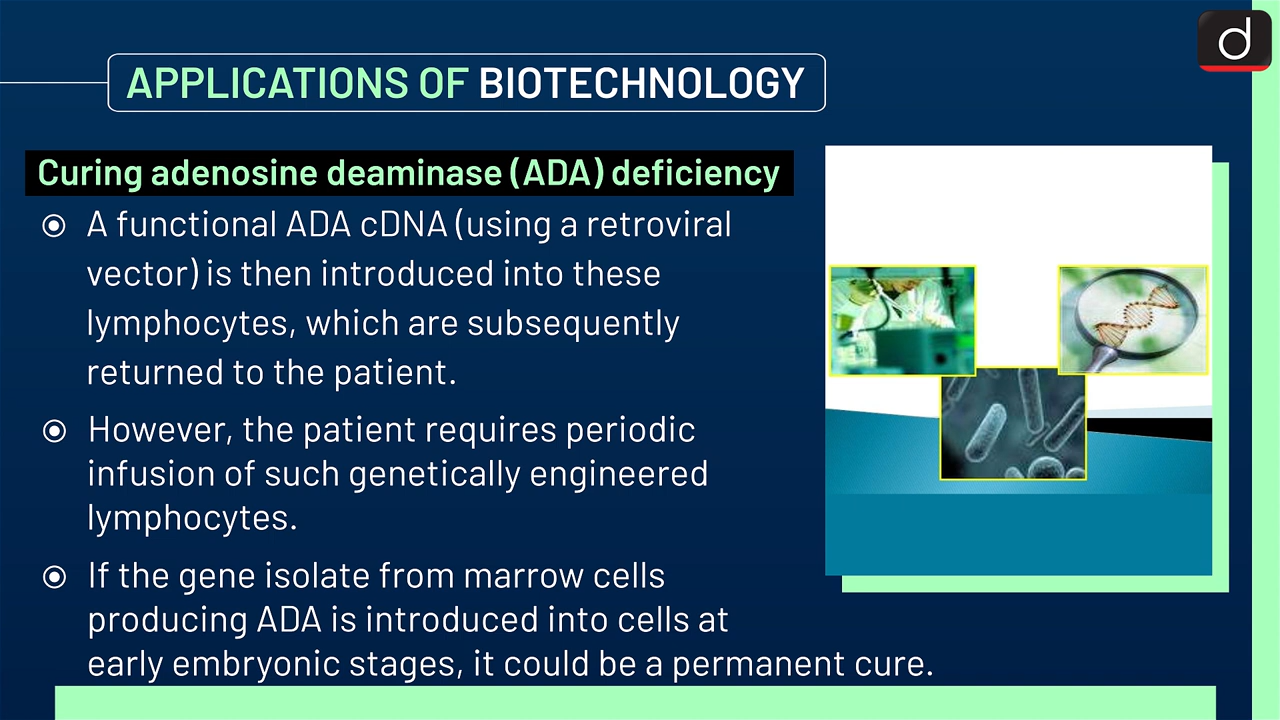 d
APPLICATIONS OF BIOTECHNOLOGY
Curing adenosine deaminase (ADA) deficiency
A functional ADA cDNA (using a retroviral
vector) is then introduced into these
lymphocytes, which are subsequently
returned to the patient.
However, the patient requires periodic
infusion of such genetically engineered
lymphocytes.
If the gene isolate from marrow cells
producing ADA is introduced into cells at
early embryonic stages, it could be a permanent cure.